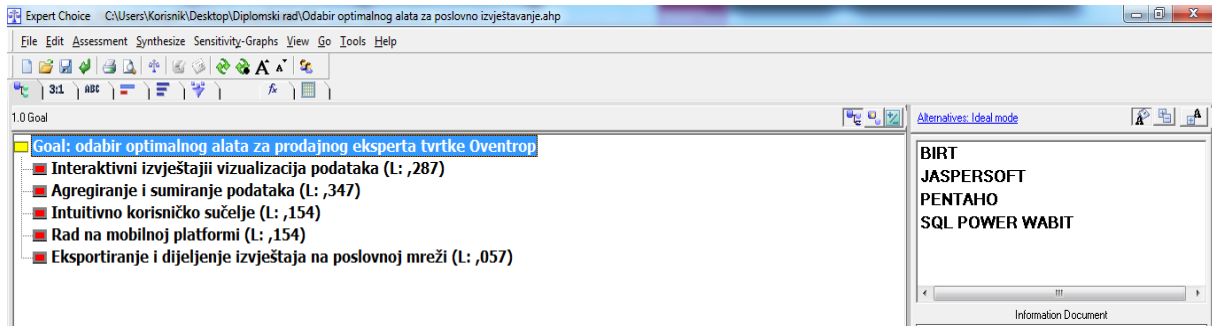 Expert Choice C:\Users\Korisnik\Desktop\Diplomski rad\Odabir optimalnog alata za poslovno izvještavanje.ahp
File Edit Assessment Synthesize Sensitivity-Graphs View Go Tools Help
3:1 ABC fx
1.0 Goal
Alternatives: Ideal mode
Goal: odabir optimalnog alata za prodajnog eksperta tvrtke Oventrop
Interaktivni izvještajii vizualizacija podataka (L: ,287)
Agregiranje i sumiranje podataka (L: ,347)
Intuitivno korisničko sučelje (L: ,154)
Rad na mobilnoj platformi (L: ,154)
Eksportiranje i dijeljenje izvještaja na poslovnoj mreži (L: ,057)
BIRT
JASPERSOFT
PENTAHO
SQL POWER WABIT
Information Document